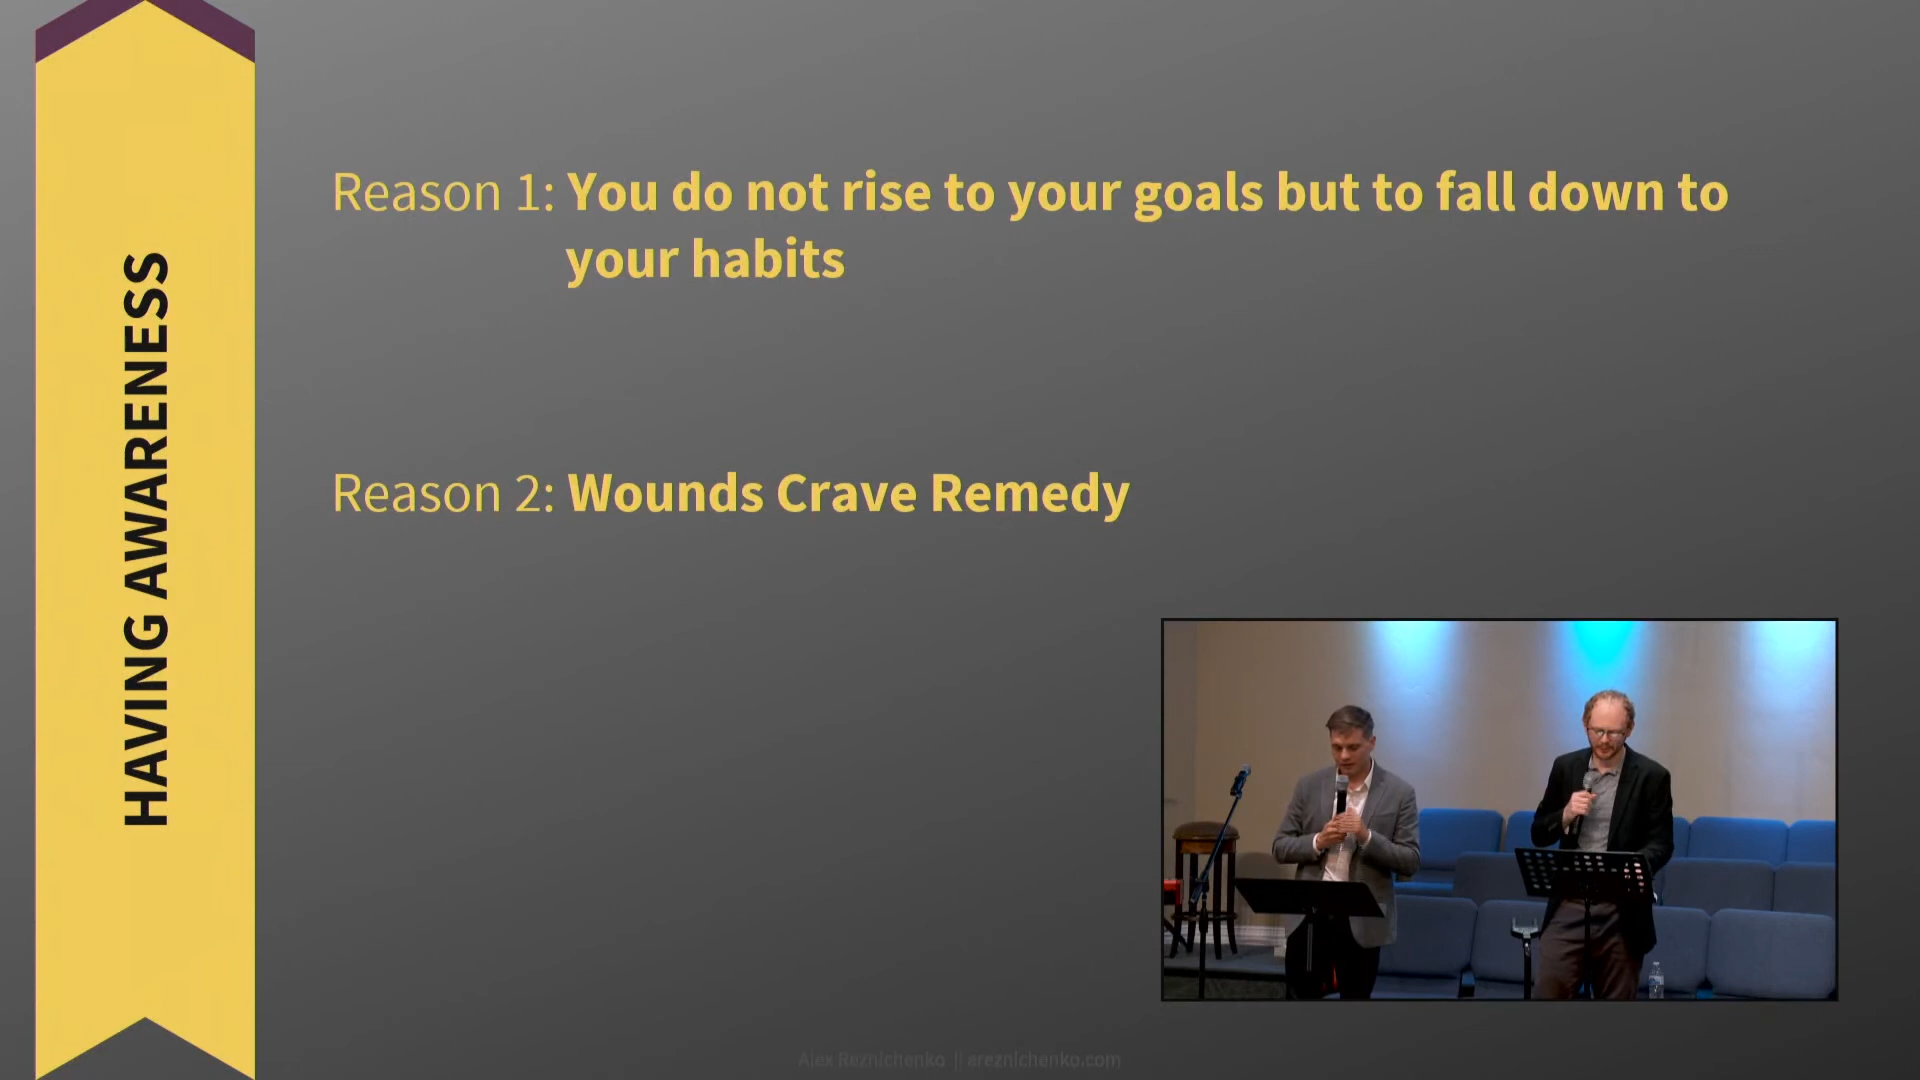 HAVING AWARENESS
Reason 1: You do not rise to your goals but to fall down to
your habits
Reason 2: Wounds Crave Remedy
Alex Reznichenko || areznichenko.com